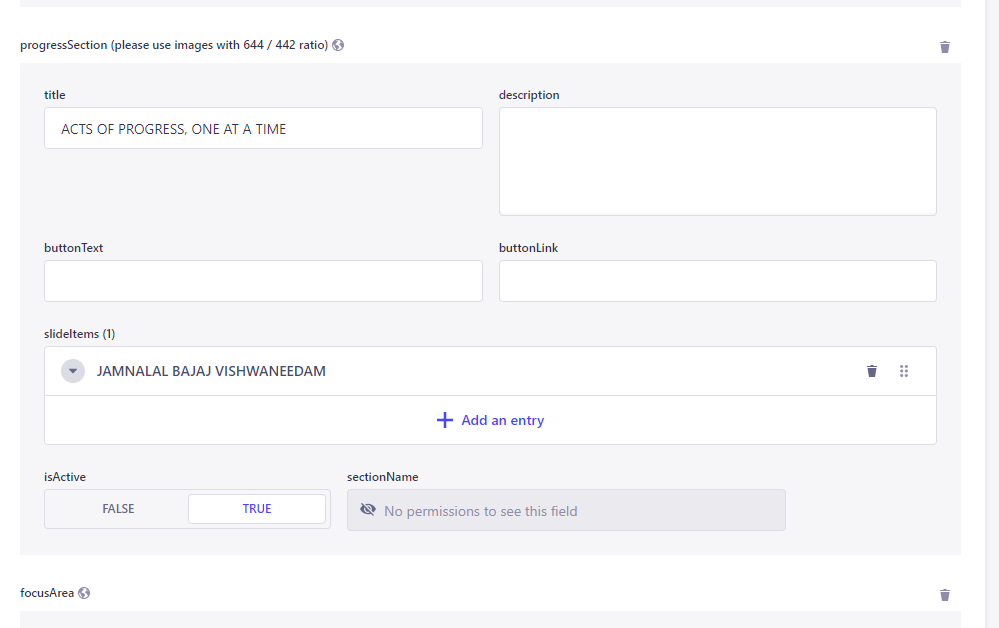 progressSection (please use images with 644 / 442 ratio)
title
description
ACTS OF PROGRESS, ONE AT A TIME
buttonText
buttonLink
slideItems (1)
JAMNALAL BAJAJ VISHWANEEDAM
Add an entry
isActive
sectionName
FALSE
TRUE
No permissions to see this field
focusArea